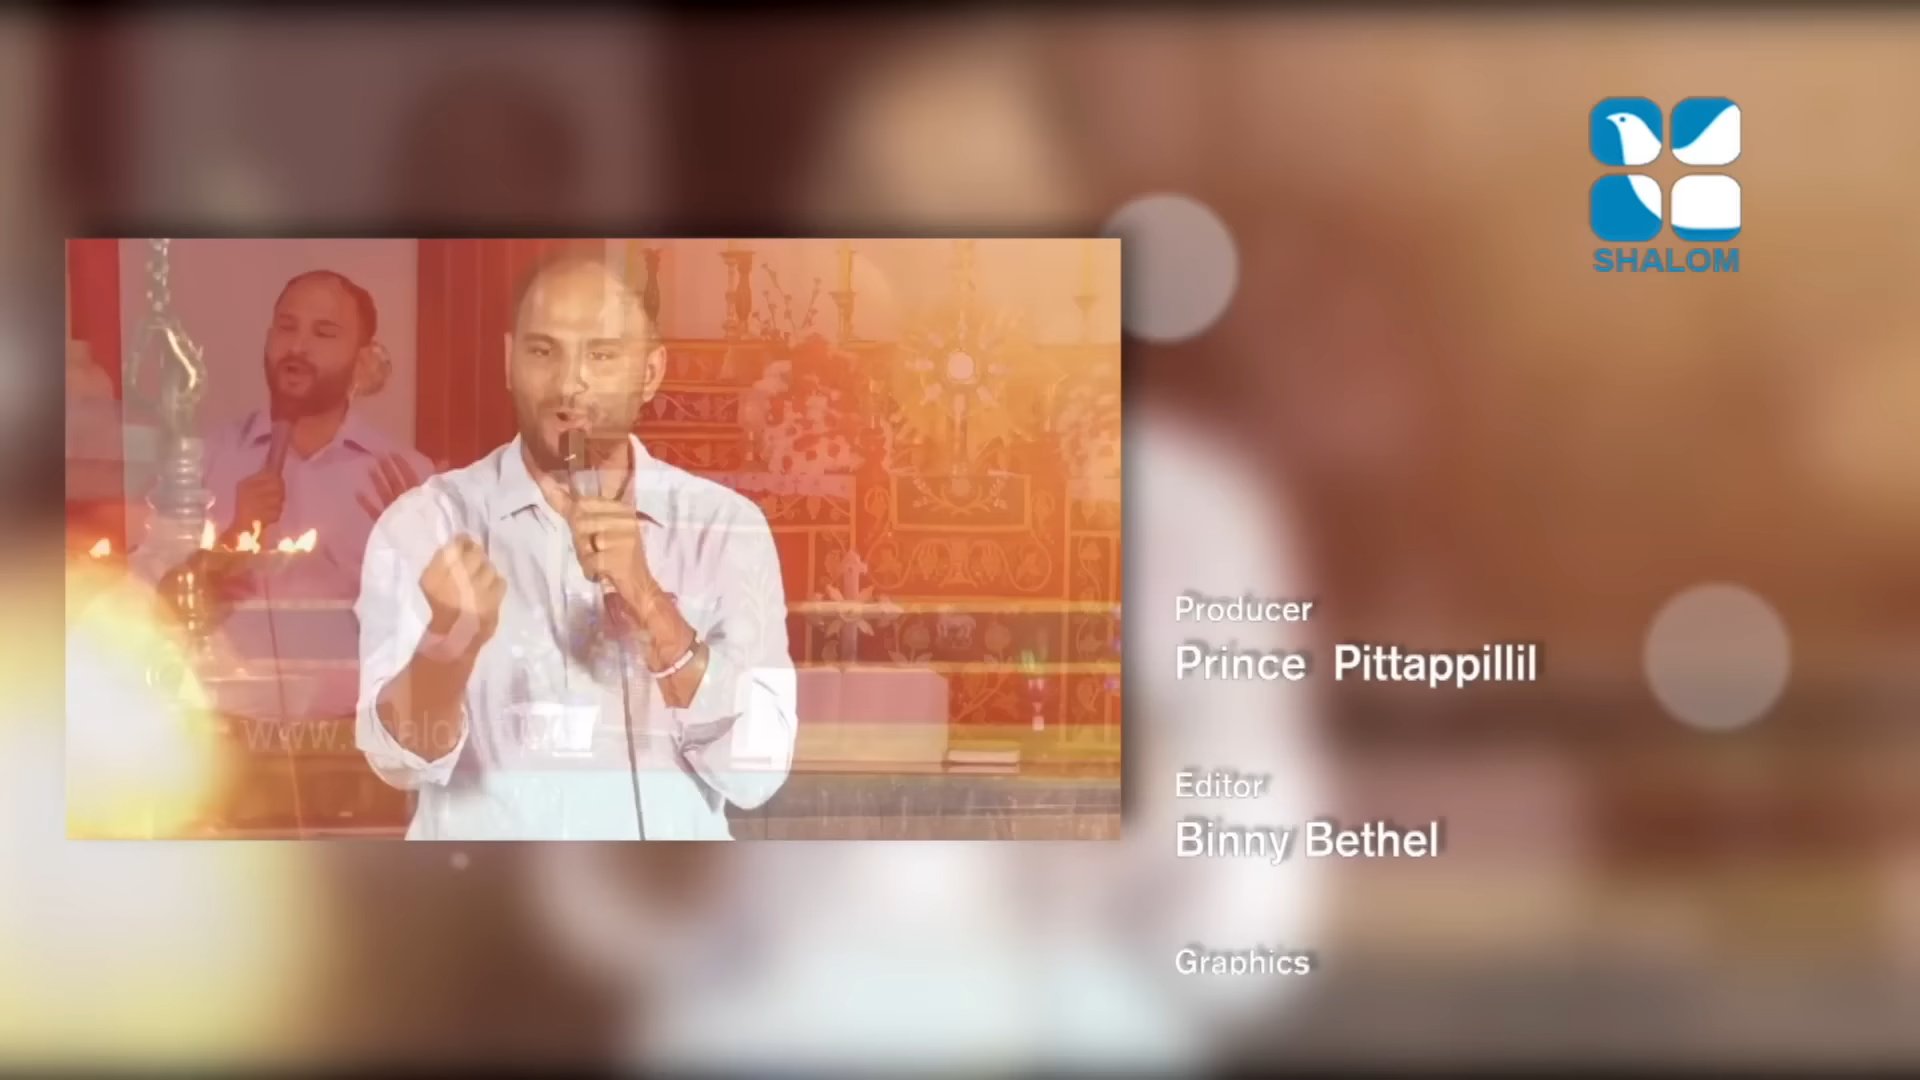 SHALOM
Producer
Prince Pittappillil
Editor
Binny Bethel
Graphics